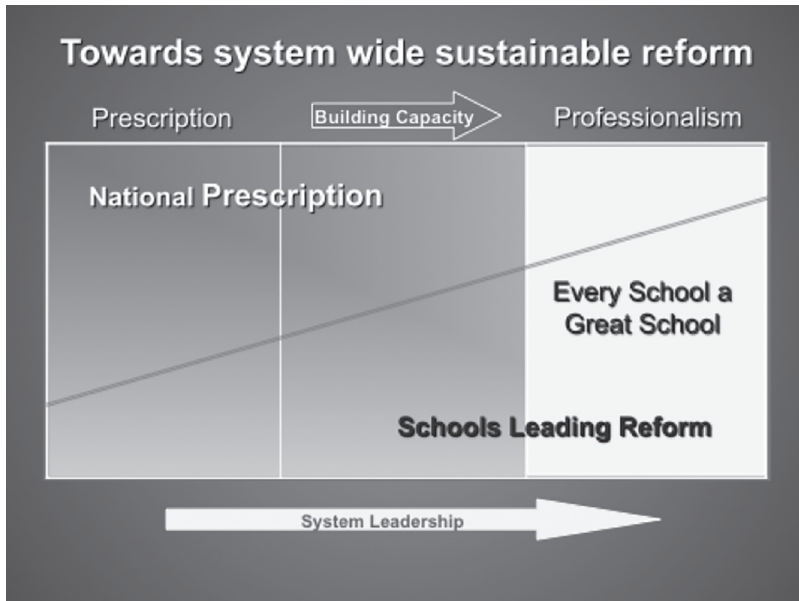 Towards system wide sustainable reform
Prescription
Building Capacity
Professionalism
National Prescription
Every School a
Great School
Schools Leading Reform
System Leadership